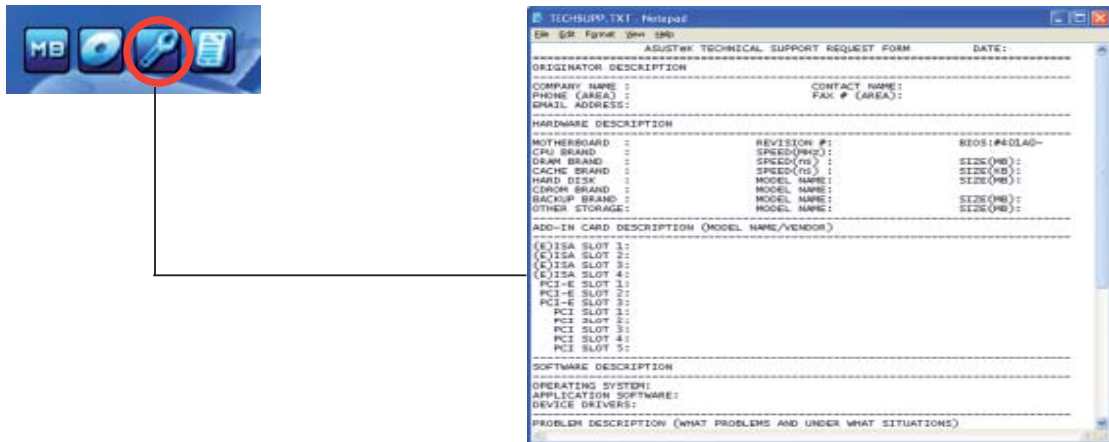 MB
TECHSUPP.TXT - Notepad
File Edit Format View Help
ASUSTeK TECHNICAL SUPPORT REQUEST FORM DATE:
ORIGINATOR DESCRIPTION
COMPANY NAME : CONTACT NAME:
PHONE (AREA) : FAX # (AREA):
EMAIL ADDRESS:
HARDWARE DESCRIPTION
MOTHERBOARD : REVISION #: BIOS:#401A0-
CPU BRAND : SPEED(MHz):
DRAM BRAND : SPEED(ns) : SIZE(MB):
CACHE BRAND : SPEED(ns) : SIZE(KB):
HARD DISK : MODEL NAME: SIZE(MB):
CDROM BRAND : MODEL NAME:
BACKUP BRAND : MODEL NAME: SIZE(MB):
OTHER STORAGE: MODEL NAME: SIZE(MB):
ADD-IN CARD DESCRIPTION (MODEL NAME/VENDOR)
(E)ISA SLOT 1:
(E)ISA SLOT 2:
(E)ISA SLOT 3:
(E)ISA SLOT 4:
PCI-E SLOT 1:
PCI-E SLOT 2:
PCI-E SLOT 3:
PCI SLOT 1:
PCI SLOT 2:
PCI SLOT 3:
PCI SLOT 4:
PCI SLOT 5:
SOFTWARE DESCRIPTION
OPERATING SYSTEM:
APPLICATION SOFTWARE:
DEVICE DRIVERS:
PROBLEM DESCRIPTION (WHAT PROBLEMS AND UNDER WHAT SITUATIONS)